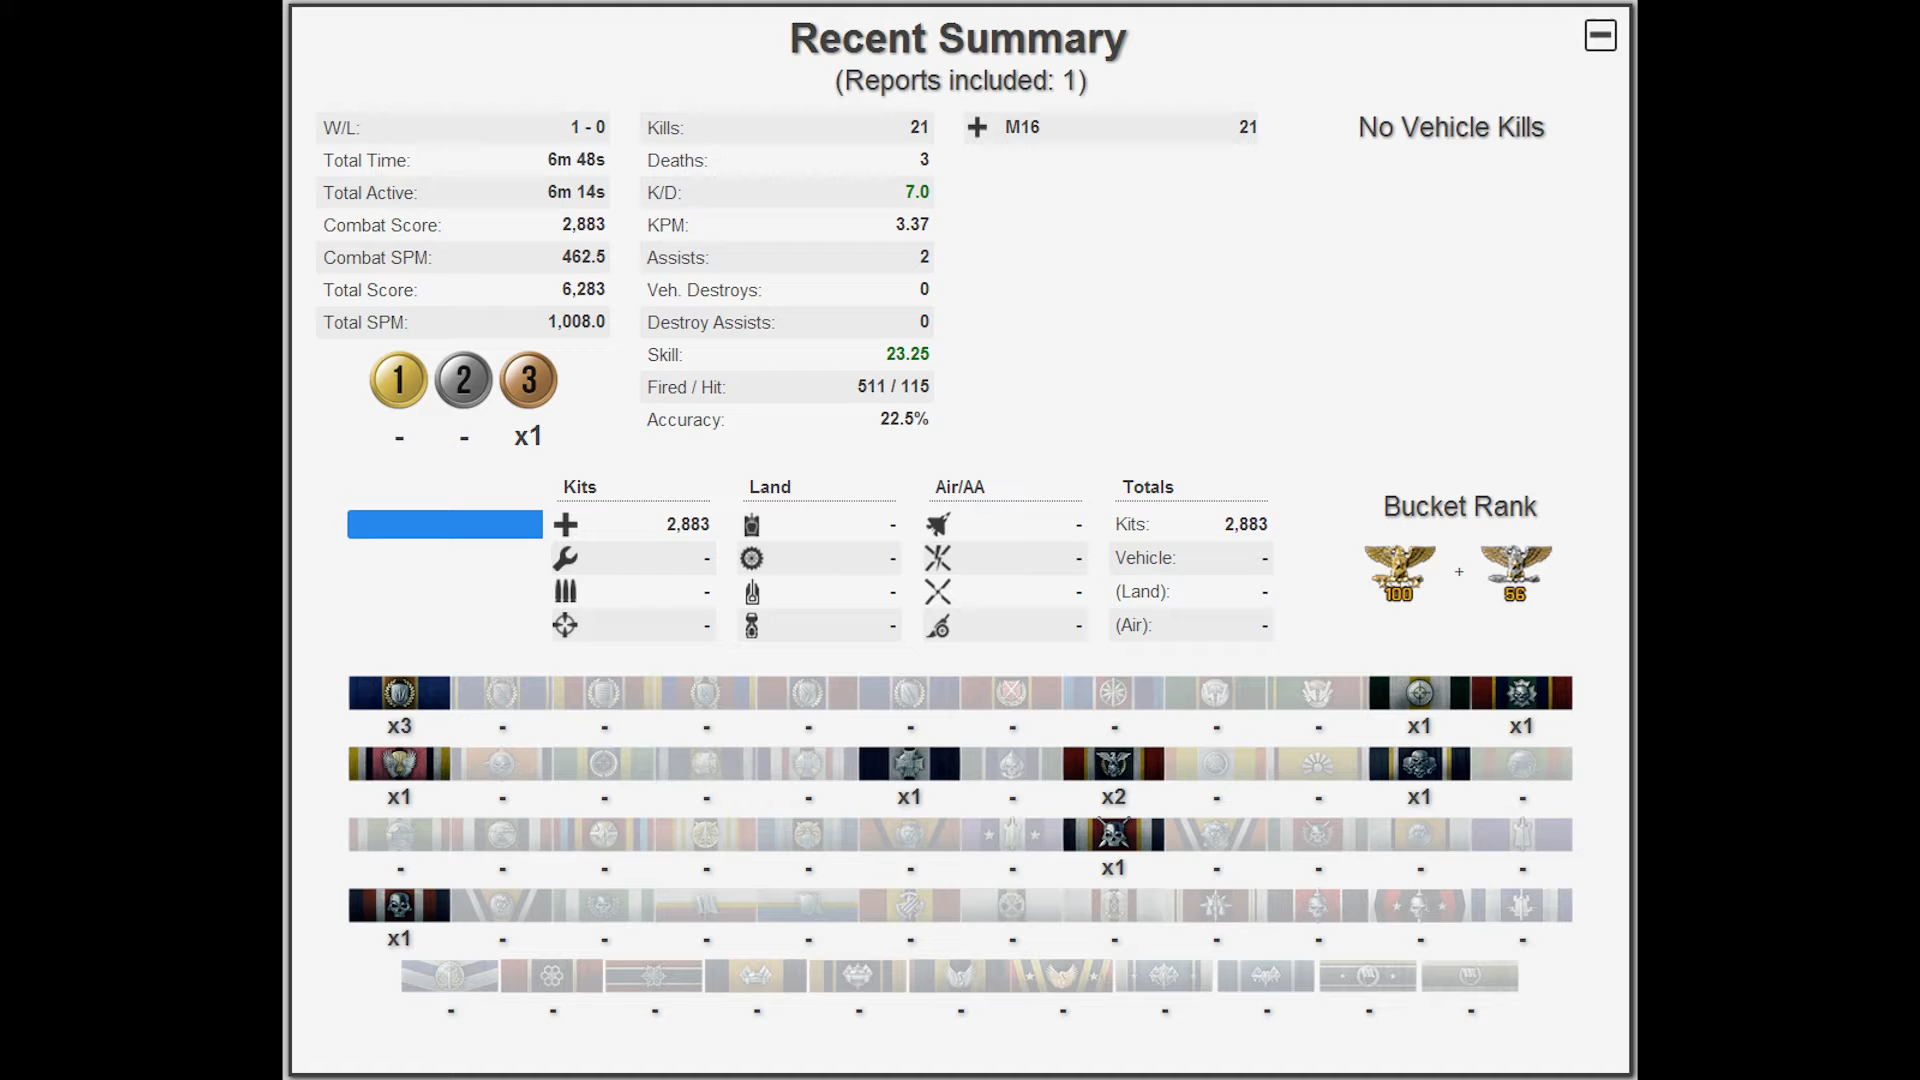 Recent Summary
(Reports included: 1)
W/L: 1 - 0
Total Time: 6m 48s
Total Active: 6m 14s
Combat Score: 2,883
Combat SPM: 462.5
Total Score: 6,283
Total SPM: 1,008.0
1 2 3
- - x1
Kills: 21
Deaths: 3
K/D: 7.0
KPM: 3.37
Assists: 2
Veh. Destroys: 0
Destroy Assists: 0
Skill: 23.25
Fired / Hit: 511 / 115
Accuracy: 22.5%
M16 21
No Vehicle Kills
Kits Land Air/AA Totals
2,883 - - Kits: 2,883
- - - Vehicle: -
- - - (Land): -
- - - (Air): -
Bucket Rank
100 + 56
x3 - - - - - - - - - x1 x1
x1 - - - - x1 - x2 - - x1 -
- - - - - - - x1 - - - -
x1 - - - - - - - - - - -
- - - - - - - - - - -